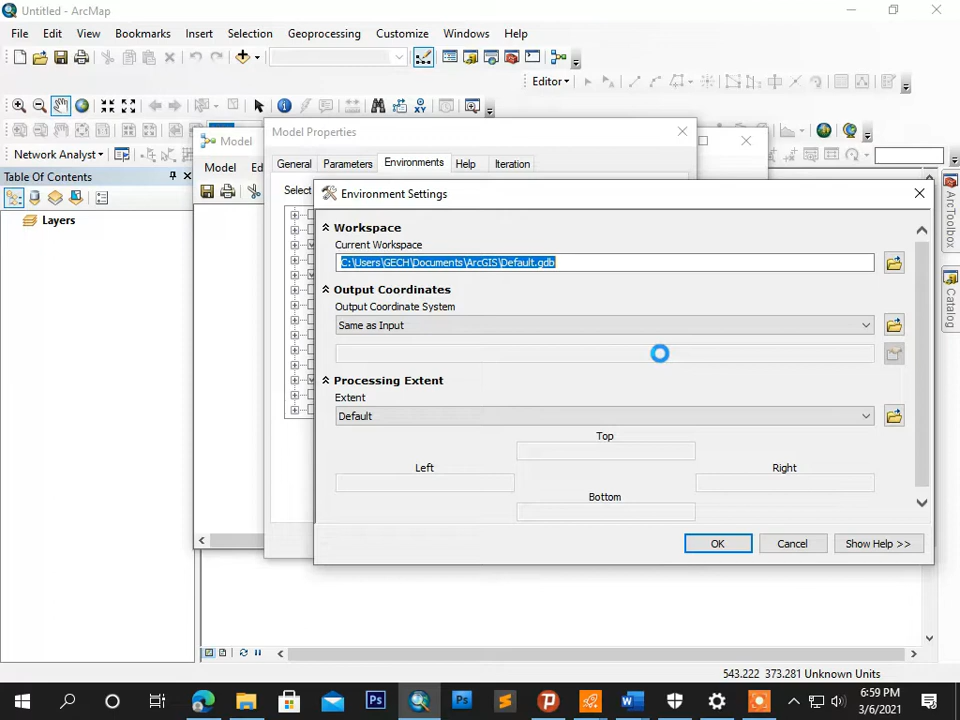 Untitled - ArcMap
File Edit View Bookmarks Insert Selection Geoprocessing Customize Windows Help
Editor
Network Analyst
Table Of Contents
Layers
Model
Model Ed
Model Properties
General Parameters Environments Help Iteration
Select
Environment Settings
Workspace
Current Workspace
C:\Users\GECH\Documents\ArcGIS\Default.gdb
Output Coordinates
Output Coordinate System
Same as Input
Processing Extent
Extent
Default
Top
Left Right
Bottom
OK Cancel Show Help >>
ArcToolbox
Catalog
543.222 373.281 Unknown Units
6:59 PM
3/6/2021